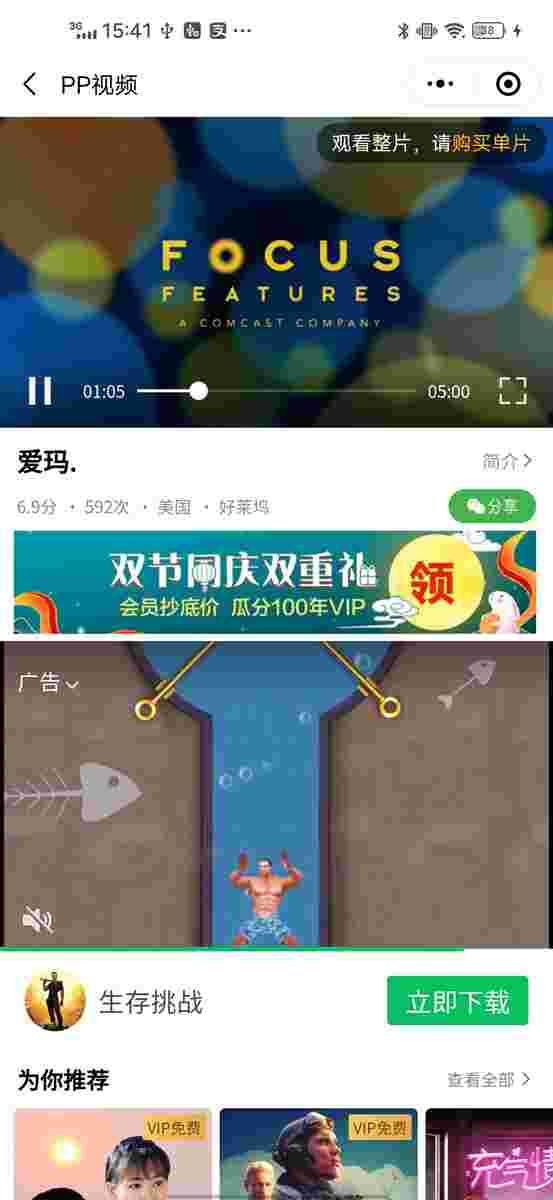 3G 15:41
PP视频
观看整片，请购买单片
FOCUS
FEATURES
A COMCAST COMPANY
01:05 05:00
爱玛. 简介
6.9分 · 592次 · 美国 · 好莱坞 分享
双节同庆双重礼
会员抄底价 瓜分100年VIP
领
广告
生存挑战 立即下载
为你推荐 查看全部
VIP免费 VIP免费
充气情